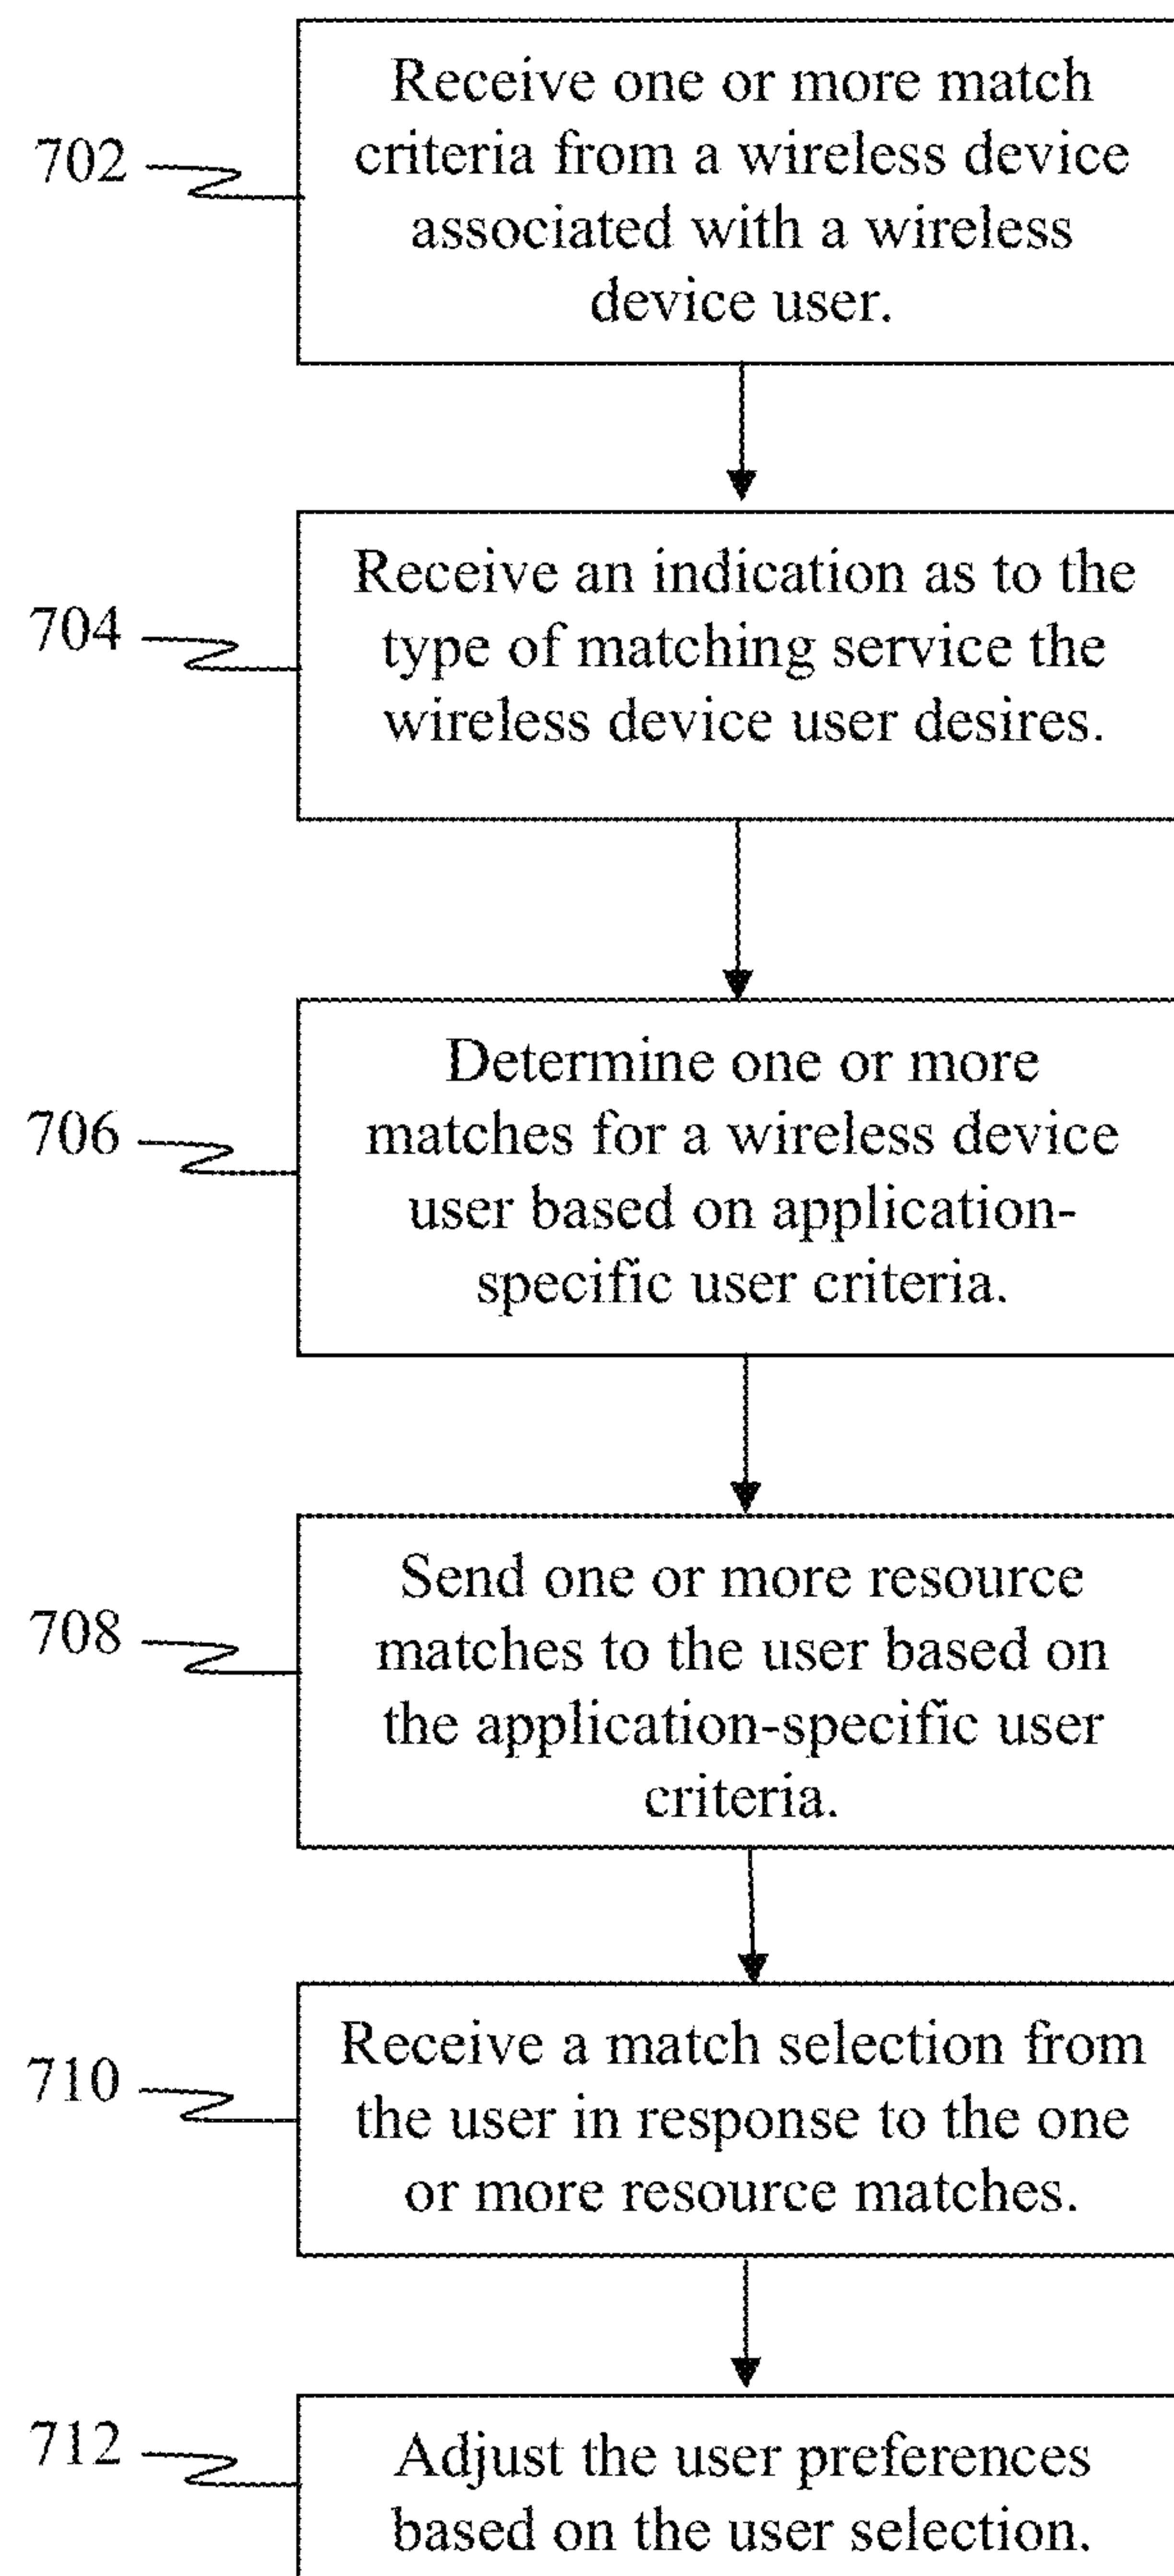 702
Receive one or more match
criteria from a wireless device
associated with a wireless
device user.
704
Receive an indication as to the
type of matching service the
wireless device user desires.
706
Determine one or more
matches for a wireless device
user based on application-
specific user criteria.
708
Send one or more resource
matches to the user based on
the application-specific user
criteria.
710
Receive a match selection from
the user in response to the one
or more resource matches.
712
Adjust the user preferences
based on the user selection.